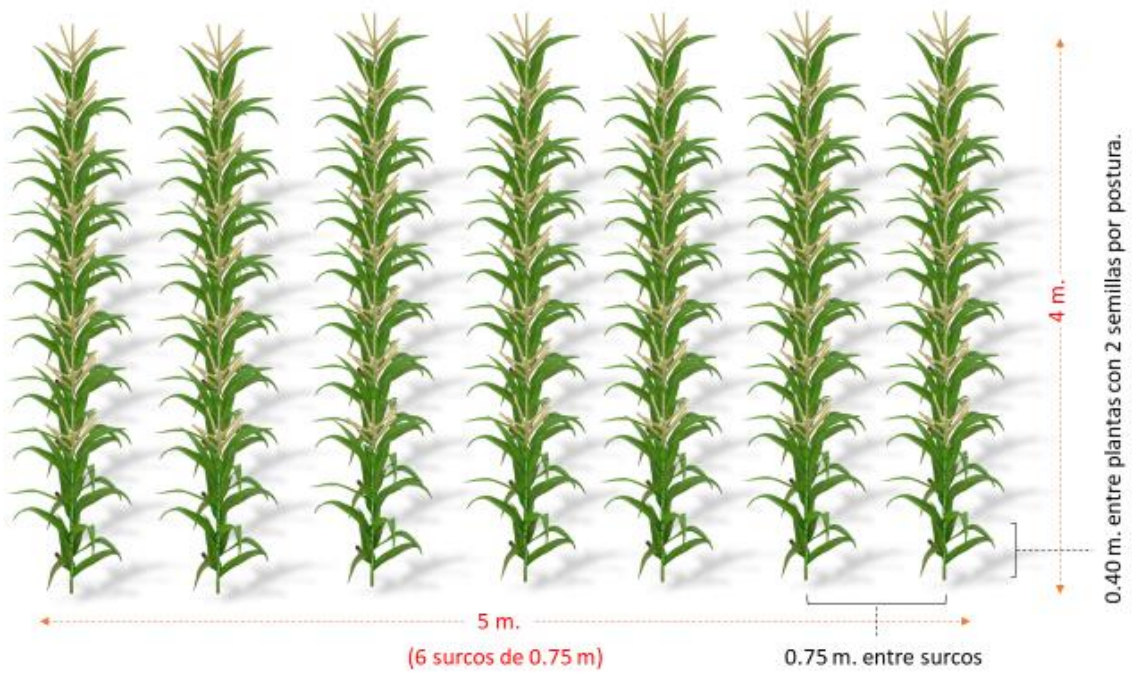 4 m.
0.40 m. entre plantas con 2 semillas por postura.
5 m.
(6 surcos de 0.75 m)
0.75 m. entre surcos